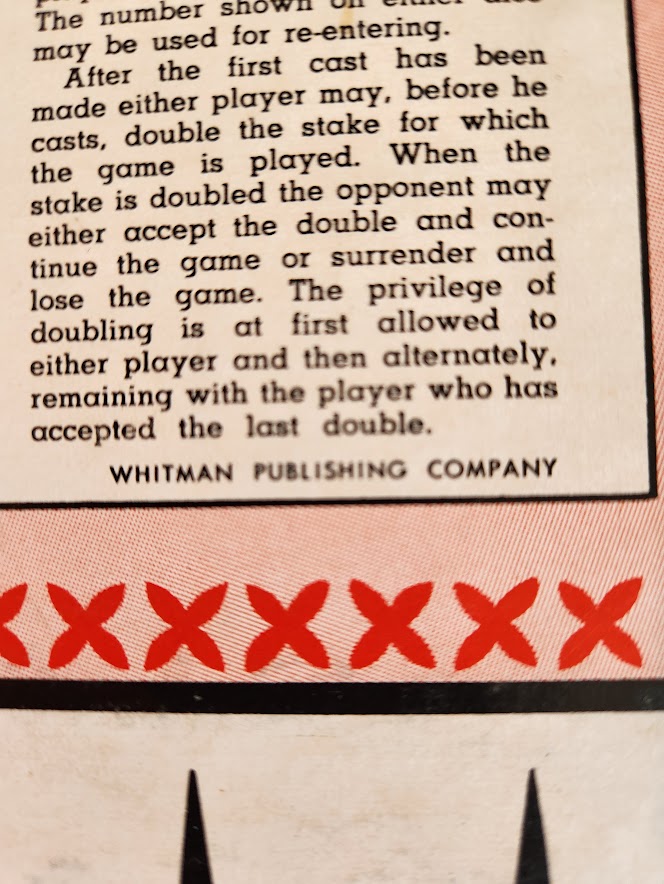 The number shown on either dice
may be used for re-entering.
After the first cast has been
made either player may, before he
casts, double the stake for which
the game is played. When the
stake is doubled the opponent may
either accept the double and con-
tinue the game or surrender and
lose the game. The privilege of
doubling is at first allowed to
either player and then alternately,
remaining with the player who has
accepted the last double.
WHITMAN PUBLISHING COMPANY